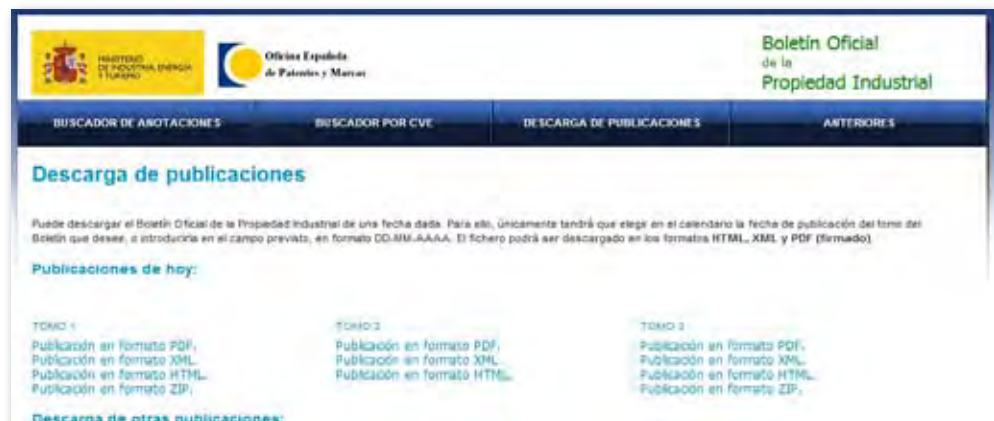 MINISTERIO
DE INDUSTRIA, ENERGÍA
Y TURISMO
Oficina Española
de Patentes y Marcas
Boletín Oficial
de la
Propiedad Industrial
BUSCADOR DE ANOTACIONES
BUSCADOR POR CVE
DESCARGA DE PUBLICACIONES
ANTERIORES
Descarga de publicaciones
Puede descargar el Boletín Oficial de la Propiedad Industrial de una fecha dada. Para ello, únicamente tendrá que elegir en el calendario la fecha de publicación del tomo del
Boletín que desee, o introducirla en el campo previsto, en formato DD-MM-AAAA. El fichero podrá ser descargado en los formatos HTML, XML y PDF (firmado)
Publicaciones de hoy:
TOMO 1
Publicación en formato PDF.
Publicación en formato XML.
Publicación en formato HTML.
Publicación en formato ZIP.
TOMO 2
Publicación en formato PDF.
Publicación en formato XML.
Publicación en formato HTML.
TOMO 3
Publicación en formato PDF.
Publicación en formato XML.
Publicación en formato HTML.
Publicación en formato ZIP.
Descarga de otras publicaciones: